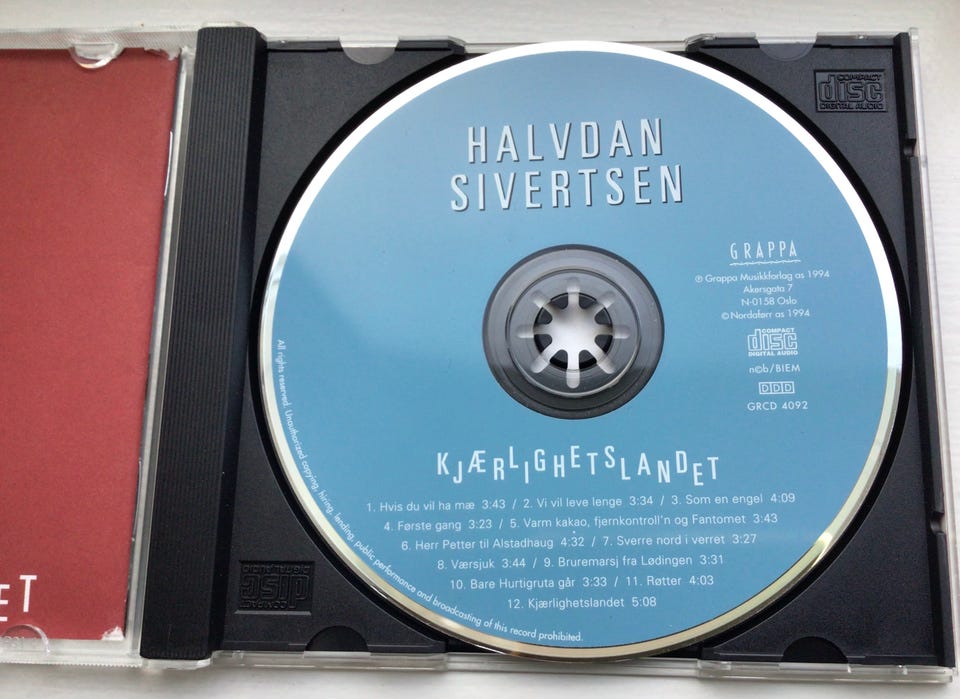 COMPACT
disc
DIGITAL AUDIO
HALVDAN
SIVERTSEN
GRAPPA
℗ Grappa Musikkforlag as 1994
Akersgata 7
N-0158 Oslo
© Nordaførr as 1994
COMPACT
disc
DIGITAL AUDIO
n©b/BIEM
DDD
GRCD 4092
All rights reserved. Unauthorized copying, hiring, lending, public performance and broadcasting of this record prohibited.
KJÆRLIGHETSLANDET
1. Hvis du vil ha mæ 3:43 / 2. Vi vil leve lenge 3:34 / 3. Som en engel 4:09
4. Første gang 3:23 / 5. Varm kakao, fjernkontroll'n og Fantomet 3:43
6. Herr Petter til Alstadhaug 4:32 / 7. Sverre nord i verret 3:27
8. Værsjuk 3:44 / 9. Bruremarsj fra Lødingen 3:31
10. Bare Hurtigruta går 3:33 / 11. Røtter 4:03
12. Kjærlighetslandet 5:08
COMPACT
disc
DIGITAL AUDIO
ET